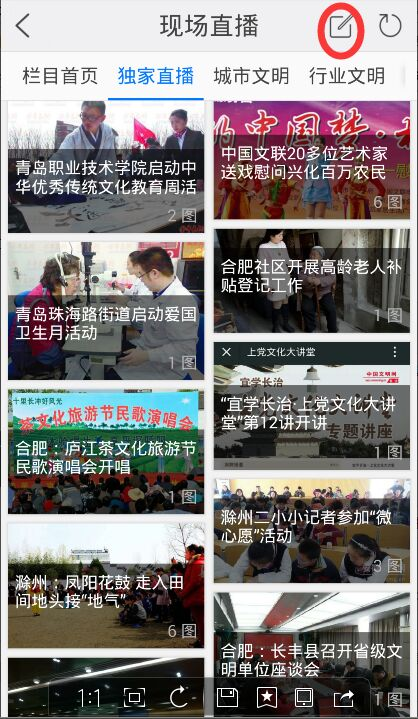 现场直播
栏目首页 独家直播 城市文明 行业文明
青岛职业技术学院启动中
华优秀传统文化教育周活
2 图
青岛珠海路街道启动爱国
卫生月活动
1 图
十里长冲好风光
茶文化旅游节民歌演唱会
合肥：庐江茶文化旅游节
民歌演唱会开唱
1 图
滁州：凤阳花鼓 走入田
间地头接“地气”
6 图
中国梦
中国文联20多位艺术家
送戏慰问兴化百万农民
6 图
合肥社区开展高龄老人补
贴登记工作
1 图
上党文化大讲堂
中国文明网
“宜学长治·上党文化大讲
堂”第12讲开讲
专题讲座
1 图
滁州二小小记者参加“微
心愿”活动
3 图
合肥：长丰县召开省级文
明单位座谈会
1:1